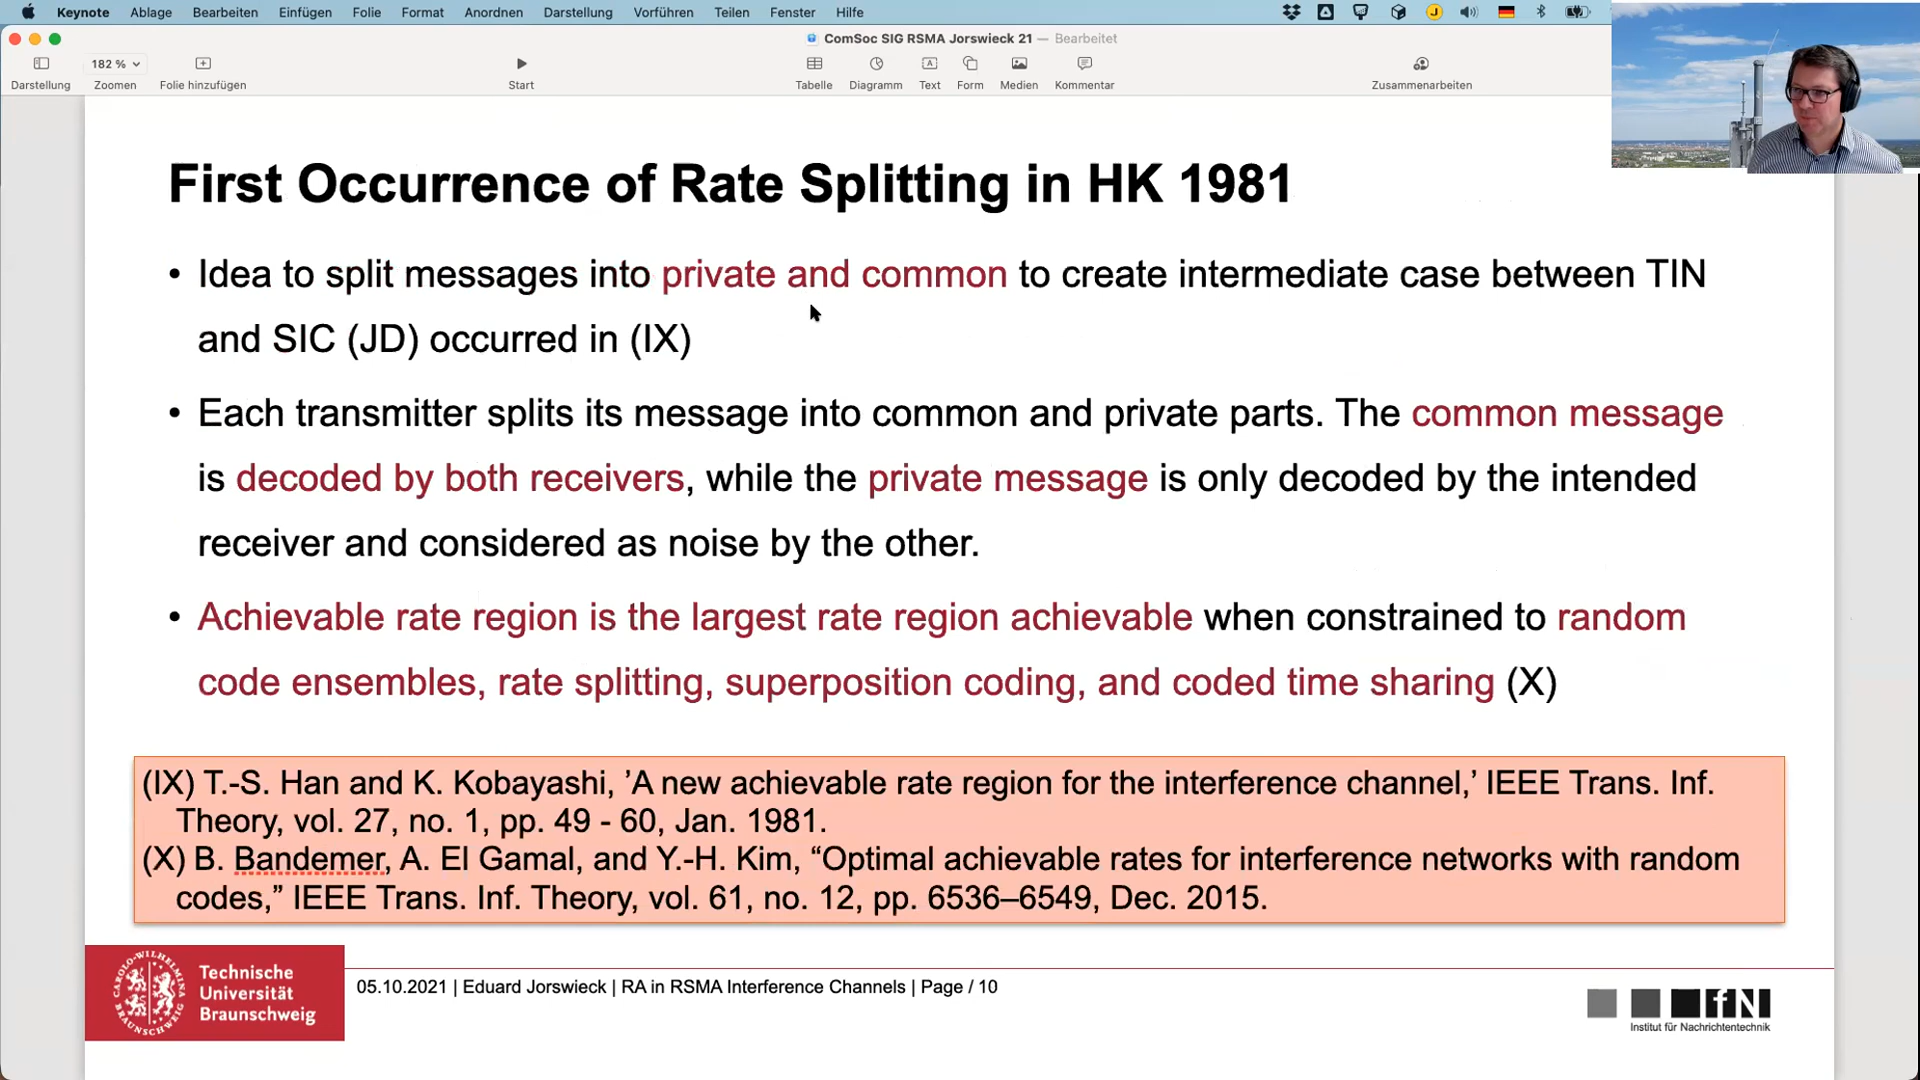 Keynote Ablage Bearbeiten Einfügen Folie Format Anordnen Darstellung Vorführen Teilen Fenster Hilfe
ComSoc SIG RSMA Jorswieck 21 — Bearbeitet
182 %
Darstellung Zoomen Folie hinzufügen Start Tabelle Diagramm Text Form Medien Kommentar Zusammenarbeiten
First Occurrence of Rate Splitting in HK 1981
• Idea to split messages into private and common to create intermediate case between TIN
and SIC (JD) occurred in (IX)
• Each transmitter splits its message into common and private parts. The common message
is decoded by both receivers, while the private message is only decoded by the intended
receiver and considered as noise by the other.
• Achievable rate region is the largest rate region achievable when constrained to random
code ensembles, rate splitting, superposition coding, and coded time sharing (X)
(IX) T.-S. Han and K. Kobayashi, ’A new achievable rate region for the interference channel,’ IEEE Trans. Inf.
Theory, vol. 27, no. 1, pp. 49 - 60, Jan. 1981.
(X) B. Bandemer, A. El Gamal, and Y.-H. Kim, “Optimal achievable rates for interference networks with random
codes,” IEEE Trans. Inf. Theory, vol. 61, no. 12, pp. 6536–6549, Dec. 2015.
CAROLO-WILHELMINA
BRAUNSCHWEIG
Technische
Universität
Braunschweig
05.10.2021 | Eduard Jorswieck | RA in RSMA Interference Channels | Page / 10
IfN
Institut für Nachrichtentechnik